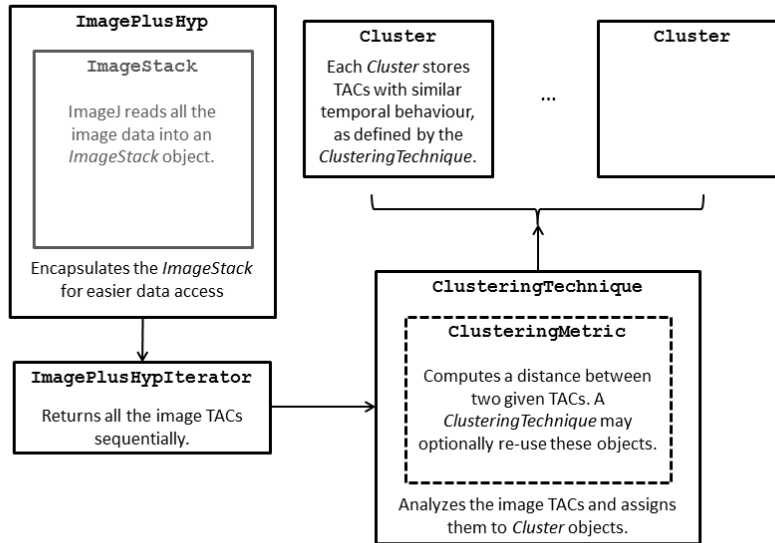 ImagePlusHyp
ImageStack
ImageJ reads all the
image data into an
ImageStack object.
Encapsulates the ImageStack
for easier data access
Cluster
Each Cluster stores
TACs with similar
temporal behaviour,
as defined by the
ClusteringTechnique.
...
Cluster
ImagePlusHypIterator
Returns all the image TACs
sequentially.
ClusteringTechnique
ClusteringMetric
Computes a distance between
two given TACs. A
ClusteringTechnique may
optionally re-use these objects.
Analyzes the image TACs and assigns
them to Cluster objects.